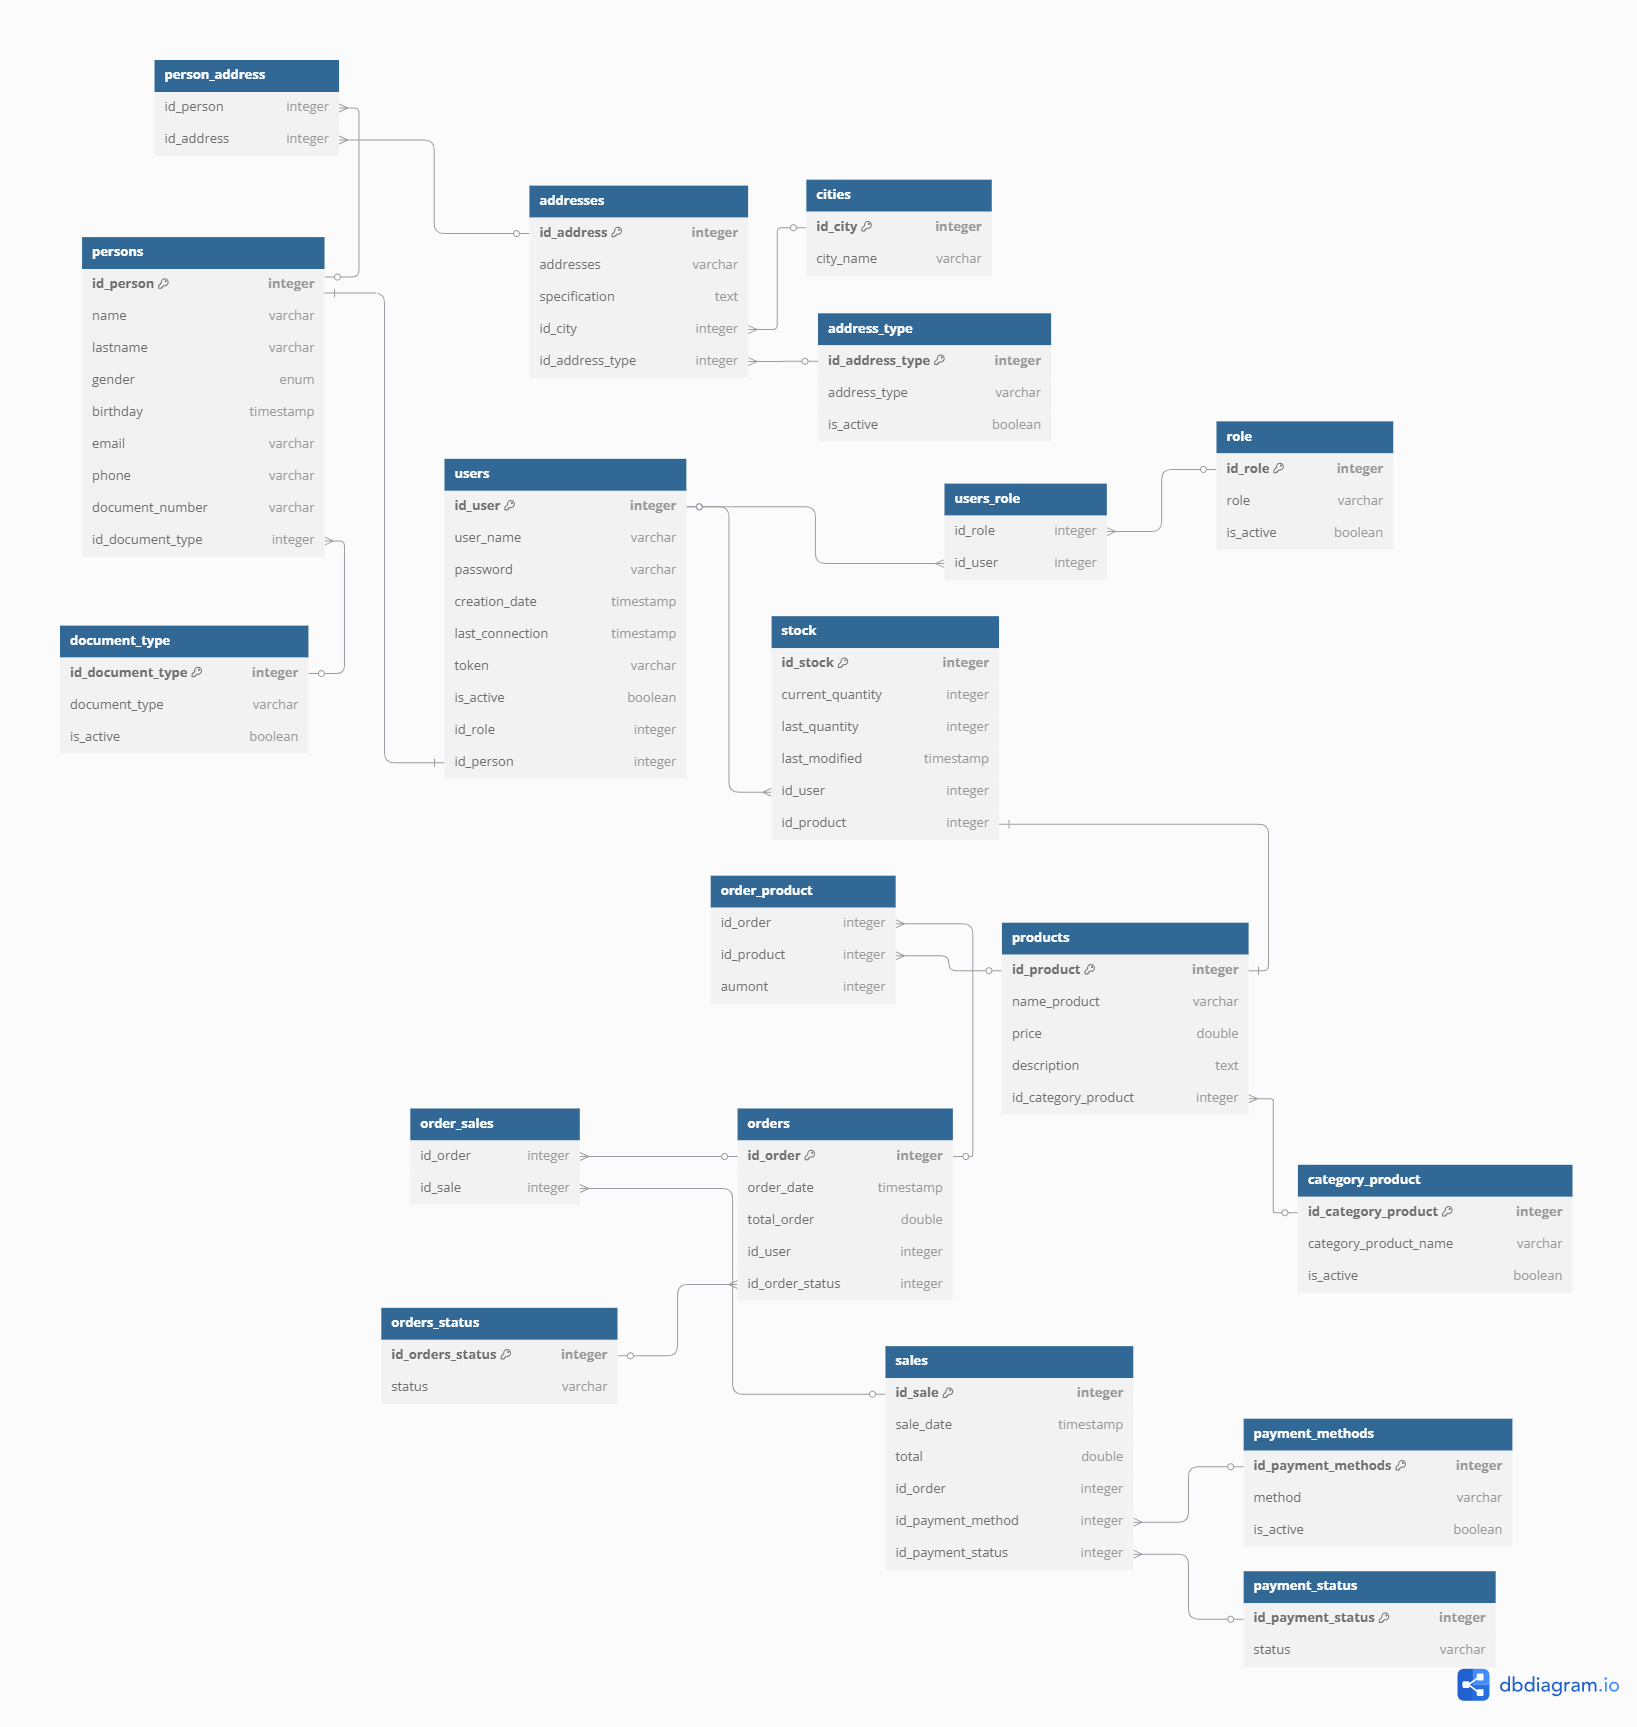 person_address
id_person integer
id_address integer
addresses
id_address integer
addresses varchar
specification text
id_city integer
id_address_type integer
cities
id_city integer
city_name varchar
persons
id_person integer
name varchar
lastname varchar
gender enum
birthday timestamp
email varchar
phone varchar
document_number varchar
id_document_type integer
address_type
id_address_type integer
address_type varchar
is_active boolean
role
id_role integer
role varchar
is_active boolean
users
id_user integer
user_name varchar
password varchar
creation_date timestamp
last_connection timestamp
token varchar
is_active boolean
id_role integer
id_person integer
users_role
id_role integer
id_user integer
document_type
id_document_type integer
document_type varchar
is_active boolean
stock
id_stock integer
current_quantity integer
last_quantity integer
last_modified timestamp
id_user integer
id_product integer
order_product
id_order integer
id_product integer
aumont integer
products
id_product integer
name_product varchar
price double
description text
id_category_product integer
order_sales
id_order integer
id_sale integer
orders
id_order integer
order_date timestamp
total_order double
id_user integer
id_order_status integer
category_product
id_category_product integer
category_product_name varchar
is_active boolean
orders_status
id_orders_status integer
status varchar
sales
id_sale integer
sale_date timestamp
total double
id_order integer
id_payment_method integer
id_payment_status integer
payment_methods
id_payment_methods integer
method varchar
is_active boolean
payment_status
id_payment_status integer
status varchar
dbdiagram.io